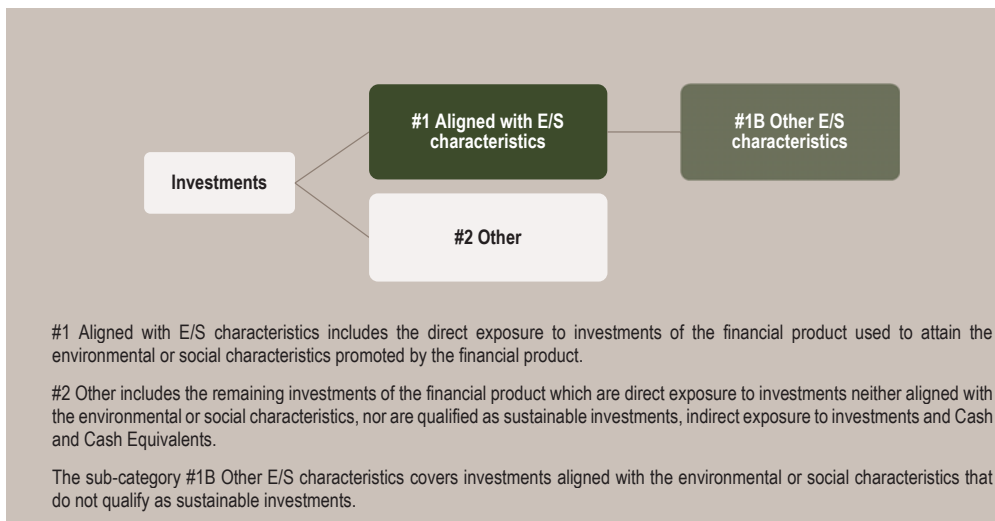 #1 Aligned with E/S
characteristics
#1B Other E/S
characteristics
Investments
#2 Other
#1 Aligned with E/S characteristics includes the direct exposure to investments of the financial product used to attain the
environmental or social characteristics promoted by the financial product.
#2 Other includes the remaining investments of the financial product which are direct exposure to investments neither aligned with
the environmental or social characteristics, nor are qualified as sustainable investments, indirect exposure to investments and Cash
and Cash Equivalents.
The sub-category #1B Other E/S characteristics covers investments aligned with the environmental or social characteristics that
do not qualify as sustainable investments.